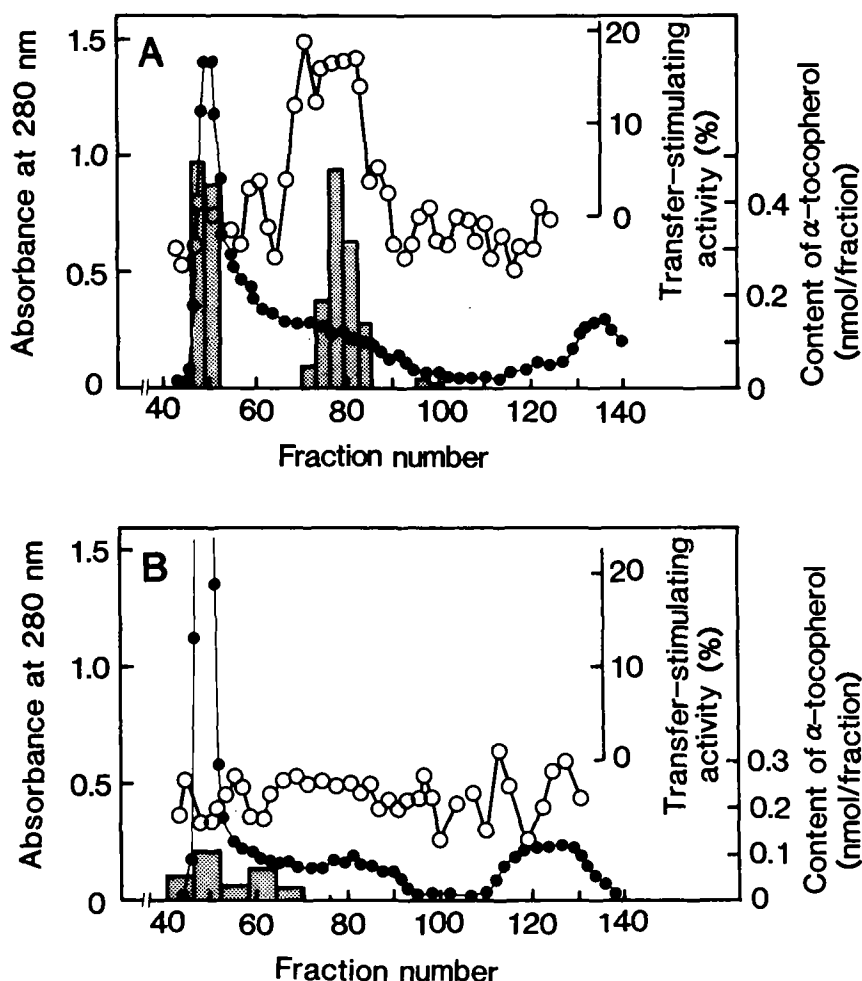 A
Absorbance at 280 nm
1.5
1.0
0.5
0
20
10
0
Transfer-stimulating
activity (%)
0.4
0.2
0
Content of α-tocopherol
(nmol/fraction)
40 60 80 100 120 140
Fraction number
B
Absorbance at 280 nm
1.5
1.0
0.5
0
20
10
0
Transfer-stimulating
activity (%)
0.3
0.2
0.1
0
Content of α-tocopherol
(nmol/fraction)
40 60 80 100 120 140
Fraction number